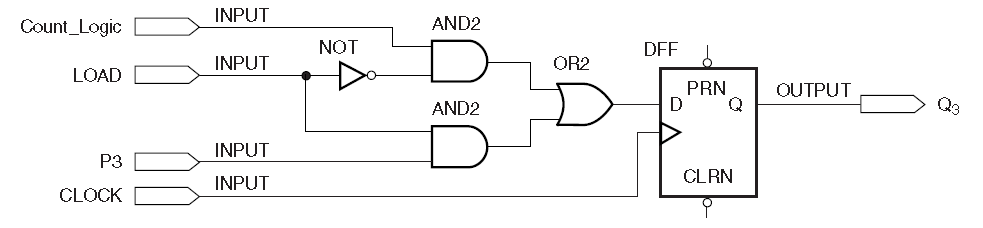 Count_Logic INPUT AND2
LOAD INPUT NOT
OR2 DFF
PRN
D Q OUTPUT Q3
AND2
P3 INPUT
CLRN
CLOCK INPUT